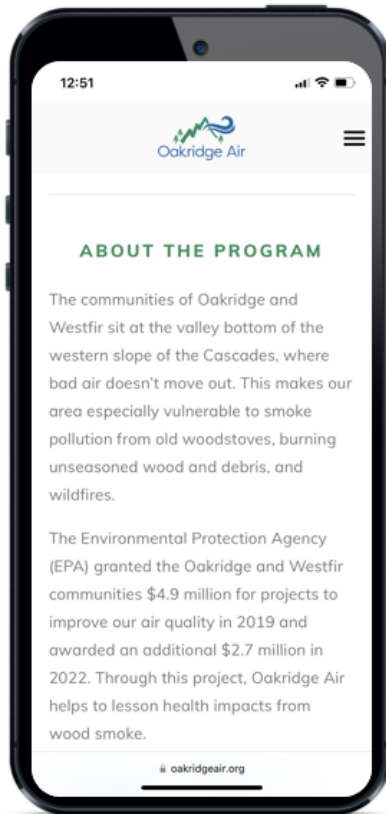 12:51
Oakridge Air
ABOUT THE PROGRAM
The communities of Oakridge and
Westfir sit at the valley bottom of the
western slope of the Cascades, where
bad air doesn’t move out. This makes our
area especially vulnerable to smoke
pollution from old woodstoves, burning
unseasoned wood and debris, and
wildfires.
The Environmental Protection Agency
(EPA) granted the Oakridge and Westfir
communities $4.9 million for projects to
improve our air quality in 2019 and
awarded an additional $2.7 million in
2022. Through this project, Oakridge Air
helps to lesson health impacts from
wood smoke.
oakridgeair.org